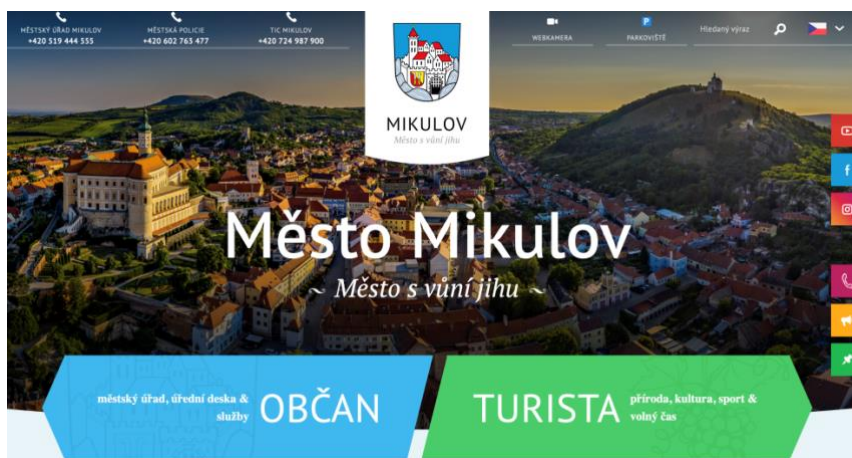 MĚSTSKÝ ÚŘAD MIKULOV
+420 519 444 555
MĚSTSKÁ POLICIE
+420 602 765 477
TIC MIKULOV
+420 724 987 900
MIKULOV
Město s vůní jihu
WEBKAMERA
P
PARKOVIŠTĚ
Hledaný výraz
Město Mikulov
~ Město s vůní jihu ~
městský úřad, úřední deska &
služby
OBČAN
TURISTA
příroda, kultura, sport &
volný čas